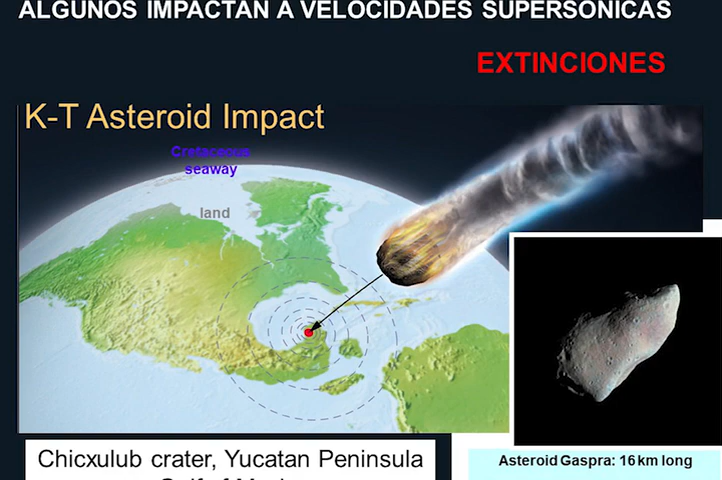 ALGUNOS IMPACTAN A VELOCIDADES SUPERSONICAS
EXTINCIONES
K-T Asteroid Impact
Cretaceous
seaway
land
Chicxulub crater, Yucatan Peninsula
Asteroid Gaspra: 16 km long